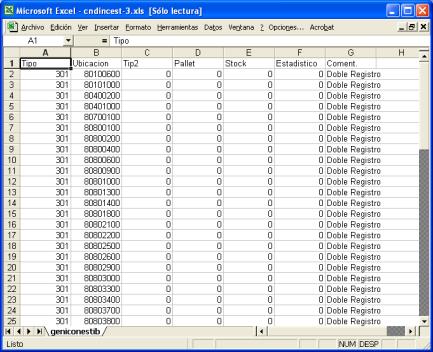 Microsoft Excel - cndincest-3.xls [Sólo lectura]
Archivo Edición Ver Insertar Formato Herramientas Datos Ventana ? Opciones... Acrobat
A1 = Tipo
A B C D E F G H
1 Tipo Ubicacion Tip2 Pallet Stock Estadistico Coment.
2 301 80100600 0 0 0 0 Doble Registro
3 301 80101000 0 0 0 0 Doble Registro
4 301 80400200 0 0 0 0 Doble Registro
5 301 80401000 0 0 0 0 Doble Registro
6 301 80700100 0 0 0 0 Doble Registro
7 301 80800100 0 0 0 0 Doble Registro
8 301 80800200 0 0 0 0 Doble Registro
9 301 80800400 0 0 0 0 Doble Registro
10 301 80800600 0 0 0 0 Doble Registro
11 301 80800900 0 0 0 0 Doble Registro
12 301 80801000 0 0 0 0 Doble Registro
13 301 80801300 0 0 0 0 Doble Registro
14 301 80801400 0 0 0 0 Doble Registro
15 301 80801800 0 0 0 0 Doble Registro
16 301 80802100 0 0 0 0 Doble Registro
17 301 80802200 0 0 0 0 Doble Registro
18 301 80802500 0 0 0 0 Doble Registro
19 301 80802600 0 0 0 0 Doble Registro
20 301 80802900 0 0 0 0 Doble Registro
21 301 80803000 0 0 0 0 Doble Registro
22 301 80803300 0 0 0 0 Doble Registro
23 301 80803400 0 0 0 0 Doble Registro
24 301 80803700 0 0 0 0 Doble Registro
25 301 80803800 0 0 0 0 Doble Registro
geniconestib
Listo NUM DESP